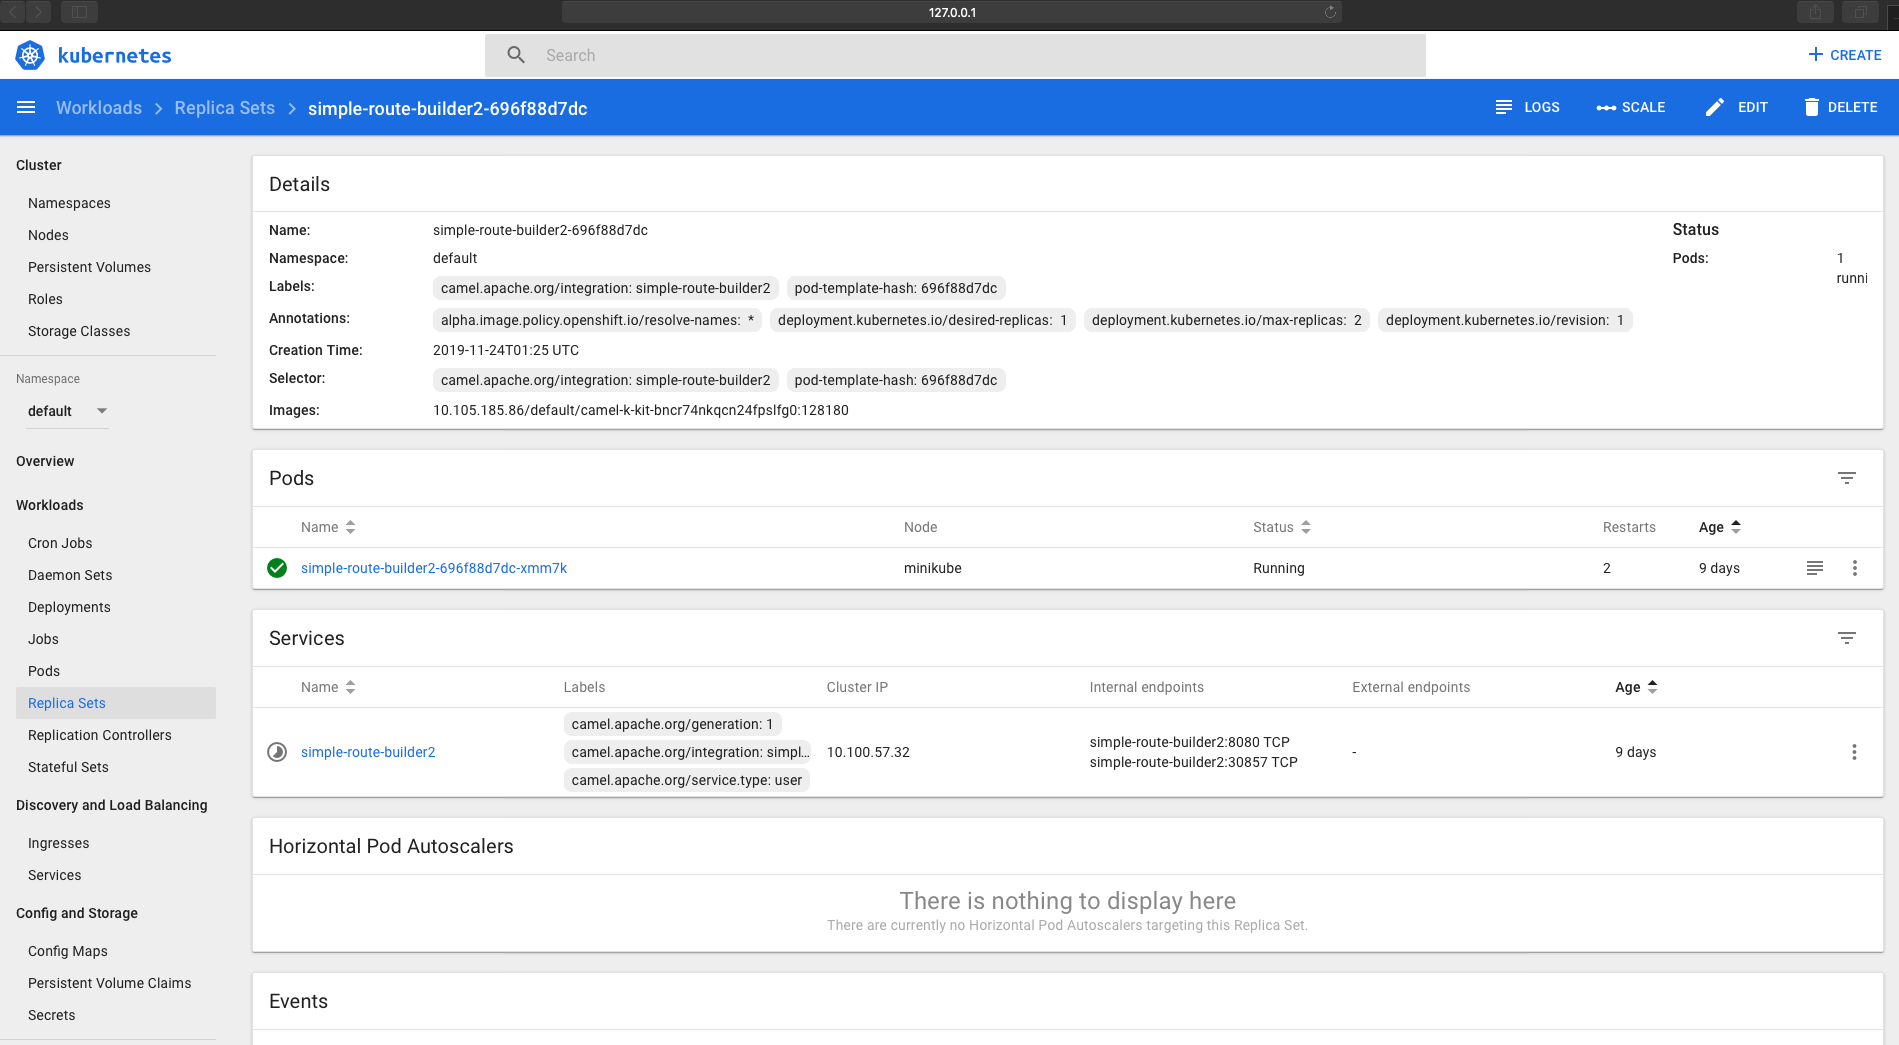 127.0.0.1
kubernetes
Search
CREATE
Workloads > Replica Sets > simple-route-builder2-696f88d7dc
LOGS
SCALE
EDIT
DELETE
Cluster
Namespaces
Nodes
Persistent Volumes
Roles
Storage Classes
Namespace
default
Overview
Workloads
Cron Jobs
Daemon Sets
Deployments
Jobs
Pods
Replica Sets
Replication Controllers
Stateful Sets
Discovery and Load Balancing
Ingresses
Services
Config and Storage
Config Maps
Persistent Volume Claims
Secrets
Details
Name: simple-route-builder2-696f88d7dc
Namespace: default
Labels: camel.apache.org/integration: simple-route-builder2 pod-template-hash: 696f88d7dc
Annotations: alpha.image.policy.openshift.io/resolve-names: * deployment.kubernetes.io/desired-replicas: 1 deployment.kubernetes.io/max-replicas: 2 deployment.kubernetes.io/revision: 1
Creation Time: 2019-11-24T01:25 UTC
Selector: camel.apache.org/integration: simple-route-builder2 pod-template-hash: 696f88d7dc
Images: 10.105.185.86/default/camel-k-kit-bncr74nkqcn24fpslfg0:128180
Status
Pods: 1
runni
Pods
Name Node Status Restarts Age
simple-route-builder2-696f88d7dc-xmm7k minikube Running 2 9 days
Services
Name Labels Cluster IP Internal endpoints External endpoints Age
simple-route-builder2
camel.apache.org/generation: 1
camel.apache.org/integration: simpl...
camel.apache.org/service.type: user
10.100.57.32
simple-route-builder2:8080 TCP
simple-route-builder2:30857 TCP
-
9 days
Horizontal Pod Autoscalers
There is nothing to display here
There are currently no Horizontal Pod Autoscalers targeting this Replica Set.
Events